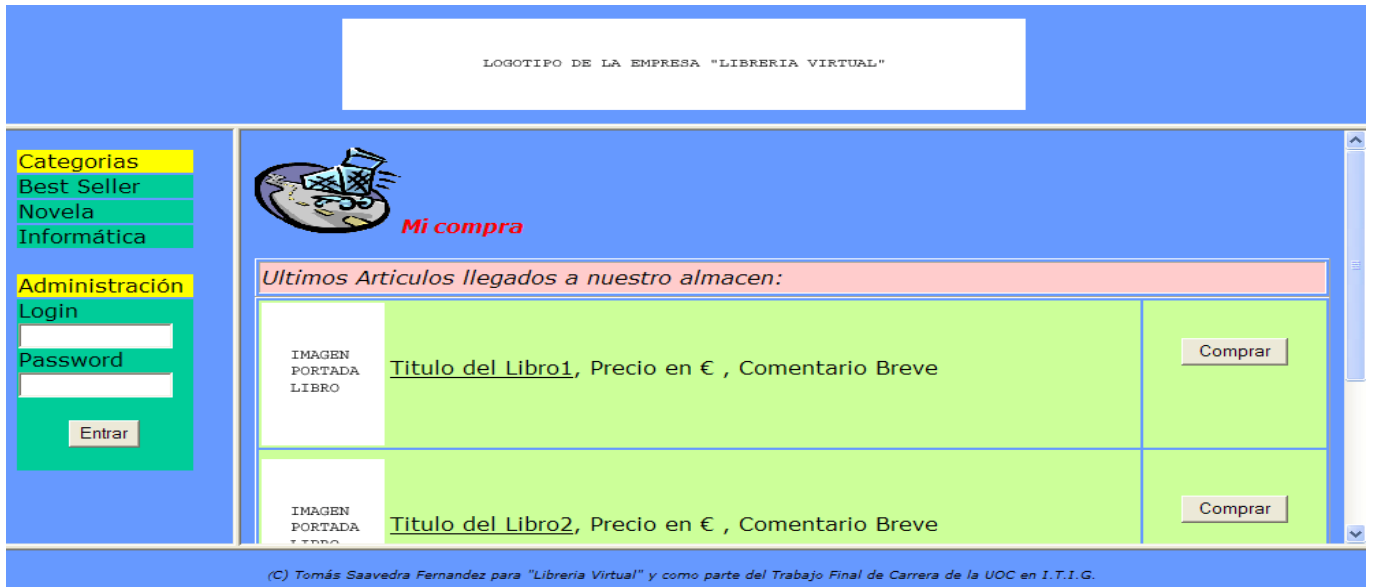 LOGOTIPO DE LA EMPRESA "LIBRERIA VIRTUAL"
Categorias
Best Seller
Novela
Informática
Administración
Login
Password
Entrar
Mi compra
Ultimos Articulos llegados a nuestro almacen:
IMAGEN
PORTADA
LIBRO
Titulo del Libro1, Precio en € , Comentario Breve
Comprar
IMAGEN
PORTADA
LIBRO
Titulo del Libro2, Precio en € , Comentario Breve
Comprar
(C) Tomás Saavedra Fernandez para "Libreria Virtual" y como parte del Trabajo Final de Carrera de la UOC en I.T.I.G.